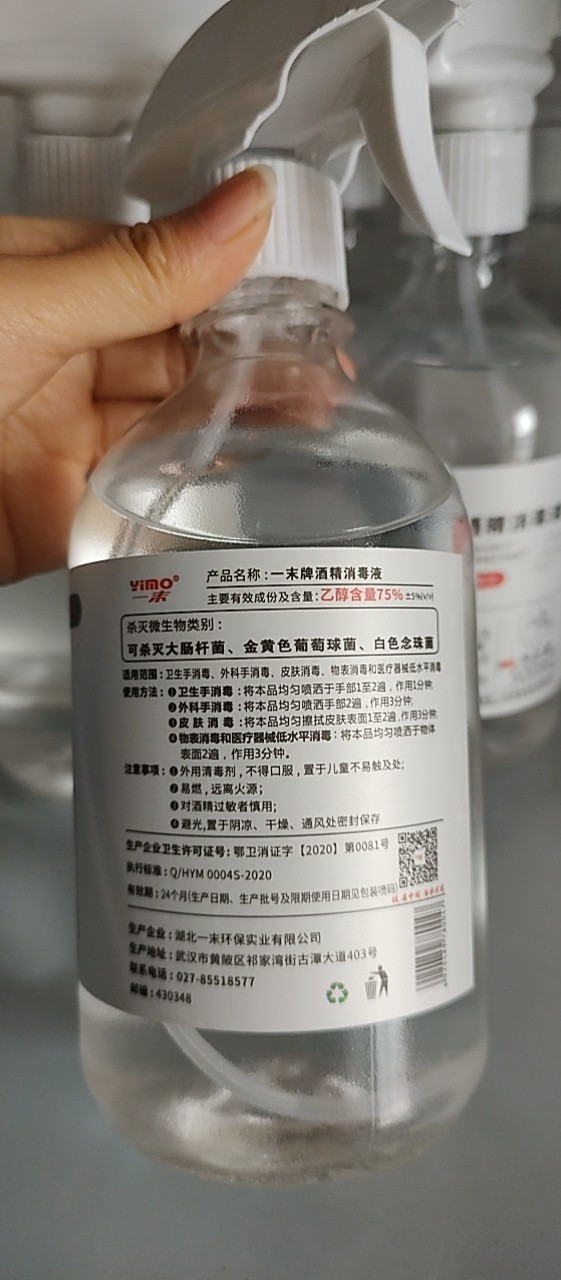 YiMO®
一末
产品名称：一末牌酒精消毒液
主要有效成份及含量：乙醇含量75% ±5%(v/v)
杀灭微生物类别：
可杀灭大肠杆菌、金黄色葡萄球菌、白色念珠菌
适用范围：卫生手消毒、外科手消毒、皮肤消毒、物表消毒和医疗器械低水平消毒
使用方法：❶卫生手消毒：将本品均匀喷洒于手部1至2遍，作用1分钟;
❷外科手消毒：将本品均匀喷洒手部2遍，作用3分钟;
❸皮肤消毒：将本品均匀擦拭皮肤表面1至2遍,作用3分钟;
❹物表消毒和医疗器械低水平消毒：将本品均匀喷洒于物体
表面2遍，作用3分钟。
注意事项：❶外用清毒剂，不得口服，置于儿童不易触及处;
❷易燃,远离火源;
❸对酒精过敏者慎用;
❹避光,置于阴凉、干燥、通风处密封保存
生产企业卫生许可证号：鄂卫消证字【2020】第0081号
执行标准：Q/HYM 0004S-2020
有效期：24个月(生产日期、生产批号及限期使用日期见包装喷码)
生产企业：湖北一末环保实业有限公司
生产地址：武汉市黄陂区祁家湾街古潭大道403号
联系电话：027-85518577
邮编：430348